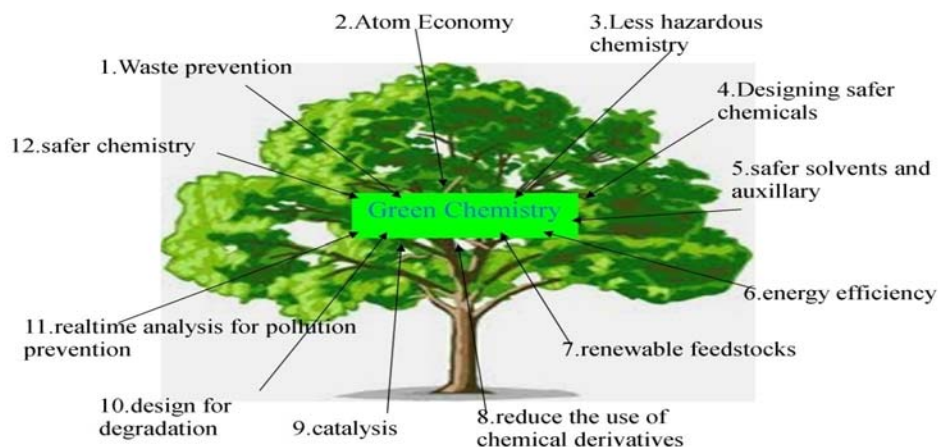 2.Atom Economy
3.Less hazardous
chemistry
1.Waste prevention
4.Designing safer
chemicals
12.safer chemistry
5.safer solvents and
auxillary
Green Chemistry
6.energy efficiency
11.realtime analysis for pollution
prevention
7.renewable feedstocks
10.design for
degradation
9.catalysis
8.reduce the use of
chemical derivatives